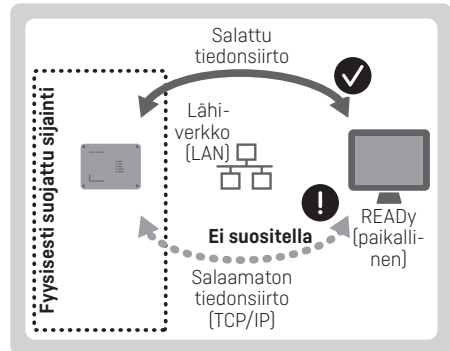 Salattu
tiedonsiirto
Fyysisesti suojattu sijainti
Lähi-
verkko
(LAN)
READy
(paikalli-
nen)
Ei suositella
Salaamaton
tiedonsiirto
(TCP/IP)